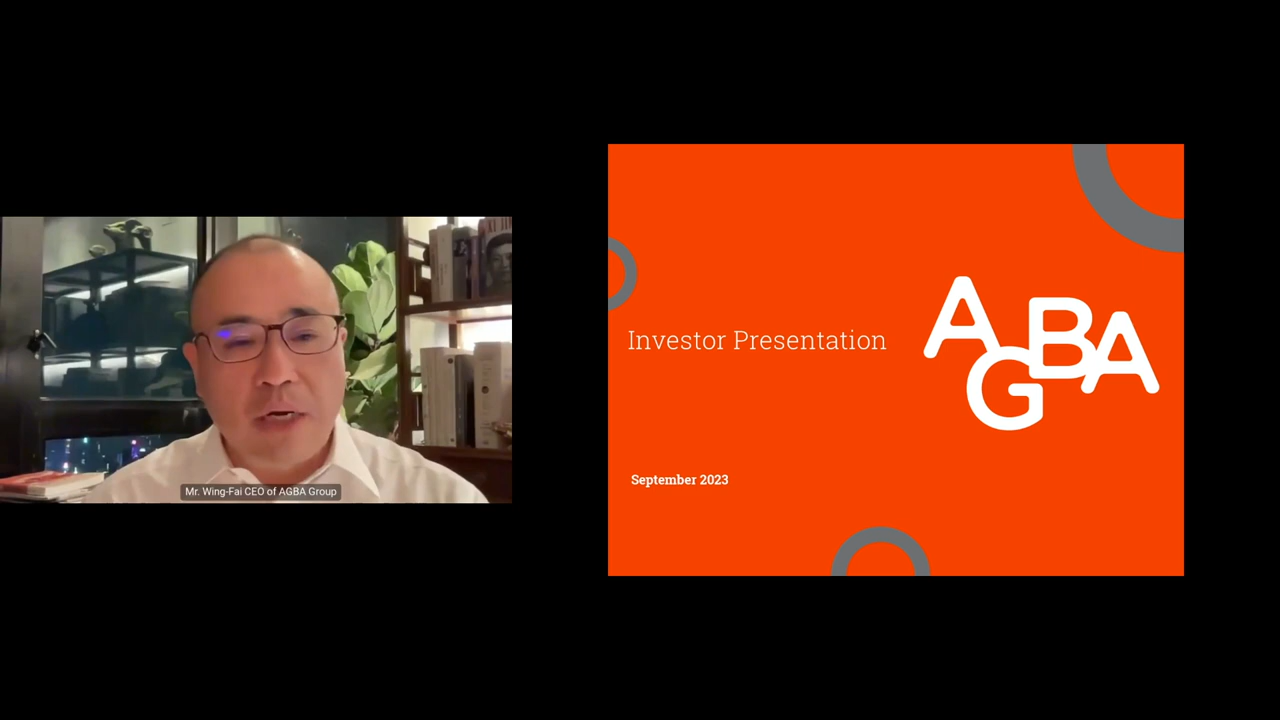 Mr. Wing-Fai CEO of AGBA Group
Investor Presentation
AGBA
September 2023